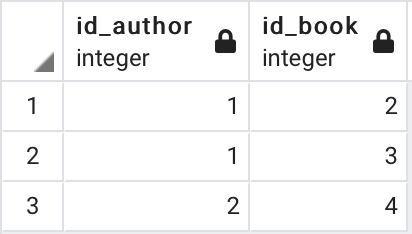 id_author id_book
integer integer
1 1 2
2 1 3
3 2 4